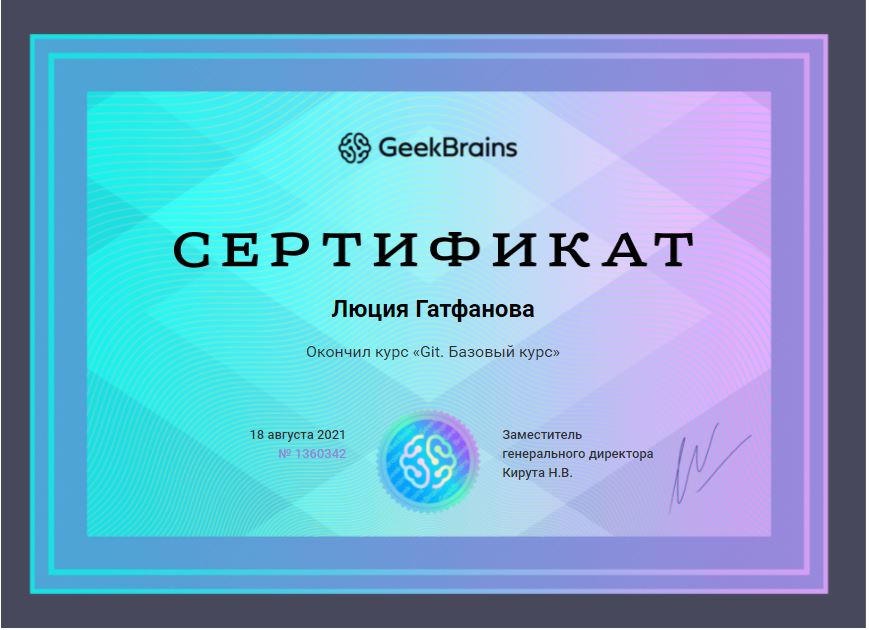 GeekBrains
СЕРТИФИКАТ
Люция Гатфанова
Окончил курс «Git. Базовый курс»
18 августа 2021
№ 1360342
Заместитель
генерального директора
Кирута Н.В.